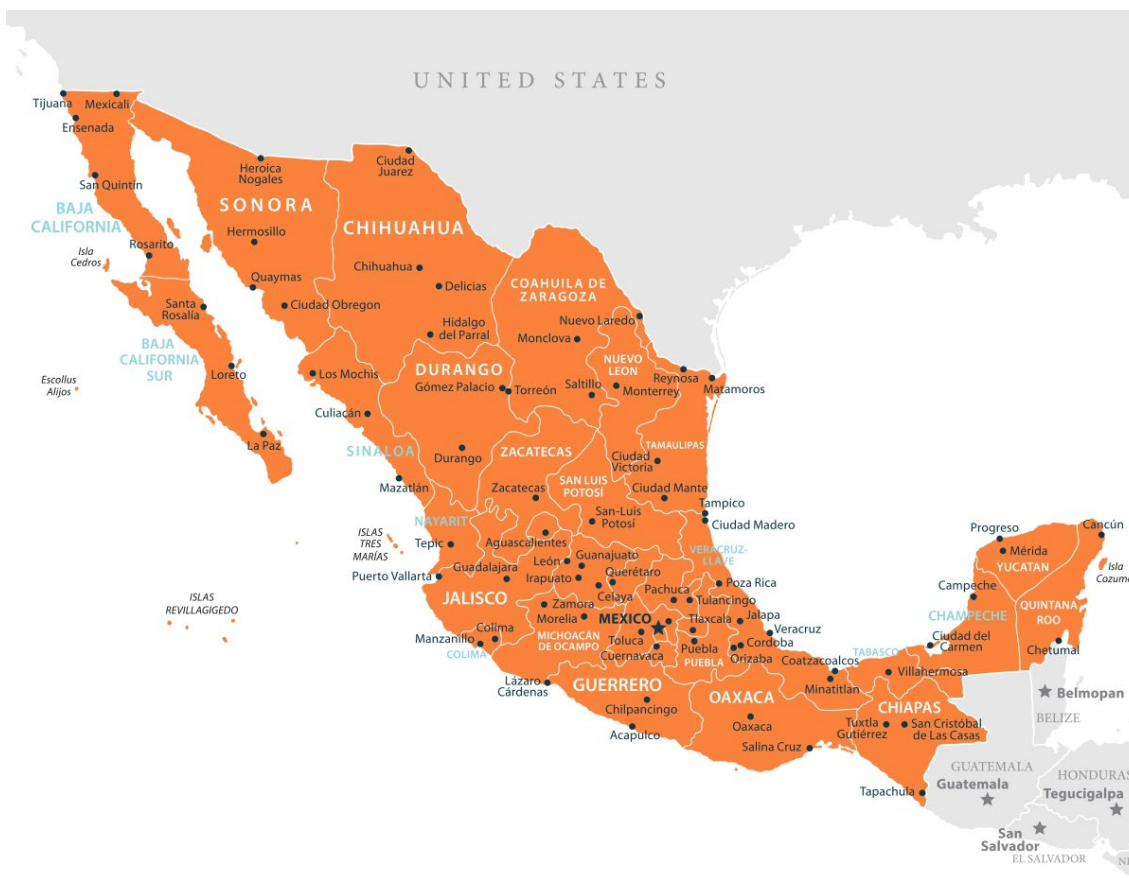 UNITED STATES
Tijuana
Mexicali
Ensenada
San Quintín
BAJA
CALIFORNIA
Isla
Cedros
Rosarito
Heroica
Nogales
SONORA
Hermosillo
Quaymas
Ciudad Obregon
Ciudad
Juarez
CHIHUAHUA
Chihuahua
Delicias
Hidalgo
del Parral
COAHUILA DE
ZARAGOZA
Nuevo Laredo
Monclova
Santa
Rosalía
BAJA
CALIFORNIA
SUR
Loreto
Escollus
Alijos
La Paz
Los Mochis
Culiacán
SINALOA
Mazatlán
DURANGO
Gómez Palacio
Torreón
Durango
NUEVO
LEON
Saltillo
Monterrey
Reynosa
Matamoros
TAMAULIPAS
Ciudad
Victoria
Ciudad Mante
Tampico
Ciudad Madero
ZACATECAS
Zacatecas
SAN LUIS
POTOSÍ
San-Luis
Potosí
NAYARIT
Tepic
ISLAS
TRES
MARÍAS
Aguascalientes
Puerto Vallarta
Guadalajara
JALISCO
León
Guanajuato
Irapuato
Querétaro
Celaya
VERACRUZ-
LLAVE
Poza Rica
Pachuca
Tulancingo
ISLAS
REVILLAGIGEDO
Zamora
Morelia
MEXICO
Tlaxcala
Jalapa
Veracruz
Manzanillo
Colima
COLIMA
MICHOACÁN
DE OCAMPO
Toluca
Cuernavaca
Puebla
PUEBLA
Cordoba
Orizaba
Lázaro
Cárdenas
GUERRERO
Chilpancingo
Acapulco
OAXACA
Oaxaca
Salina Cruz
Coatzacoalcos
Minatitlan
TABASCO
Villahermosa
CHIAPAS
Tuxtla
Gutiérrez
San Cristóbal
de Las Casas
Tapachula
Progreso
Mérida
YUCATAN
Cancún
Isla
Cozume
Campeche
CHAMPECHE
Ciudad del
Carmen
QUINTANA
ROO
Chetumal
Belmopan
BELIZE
GUATEMALA
Guatemala
HONDURAS
Tegucigalpa
San
Salvador
EL SALVADOR
NI